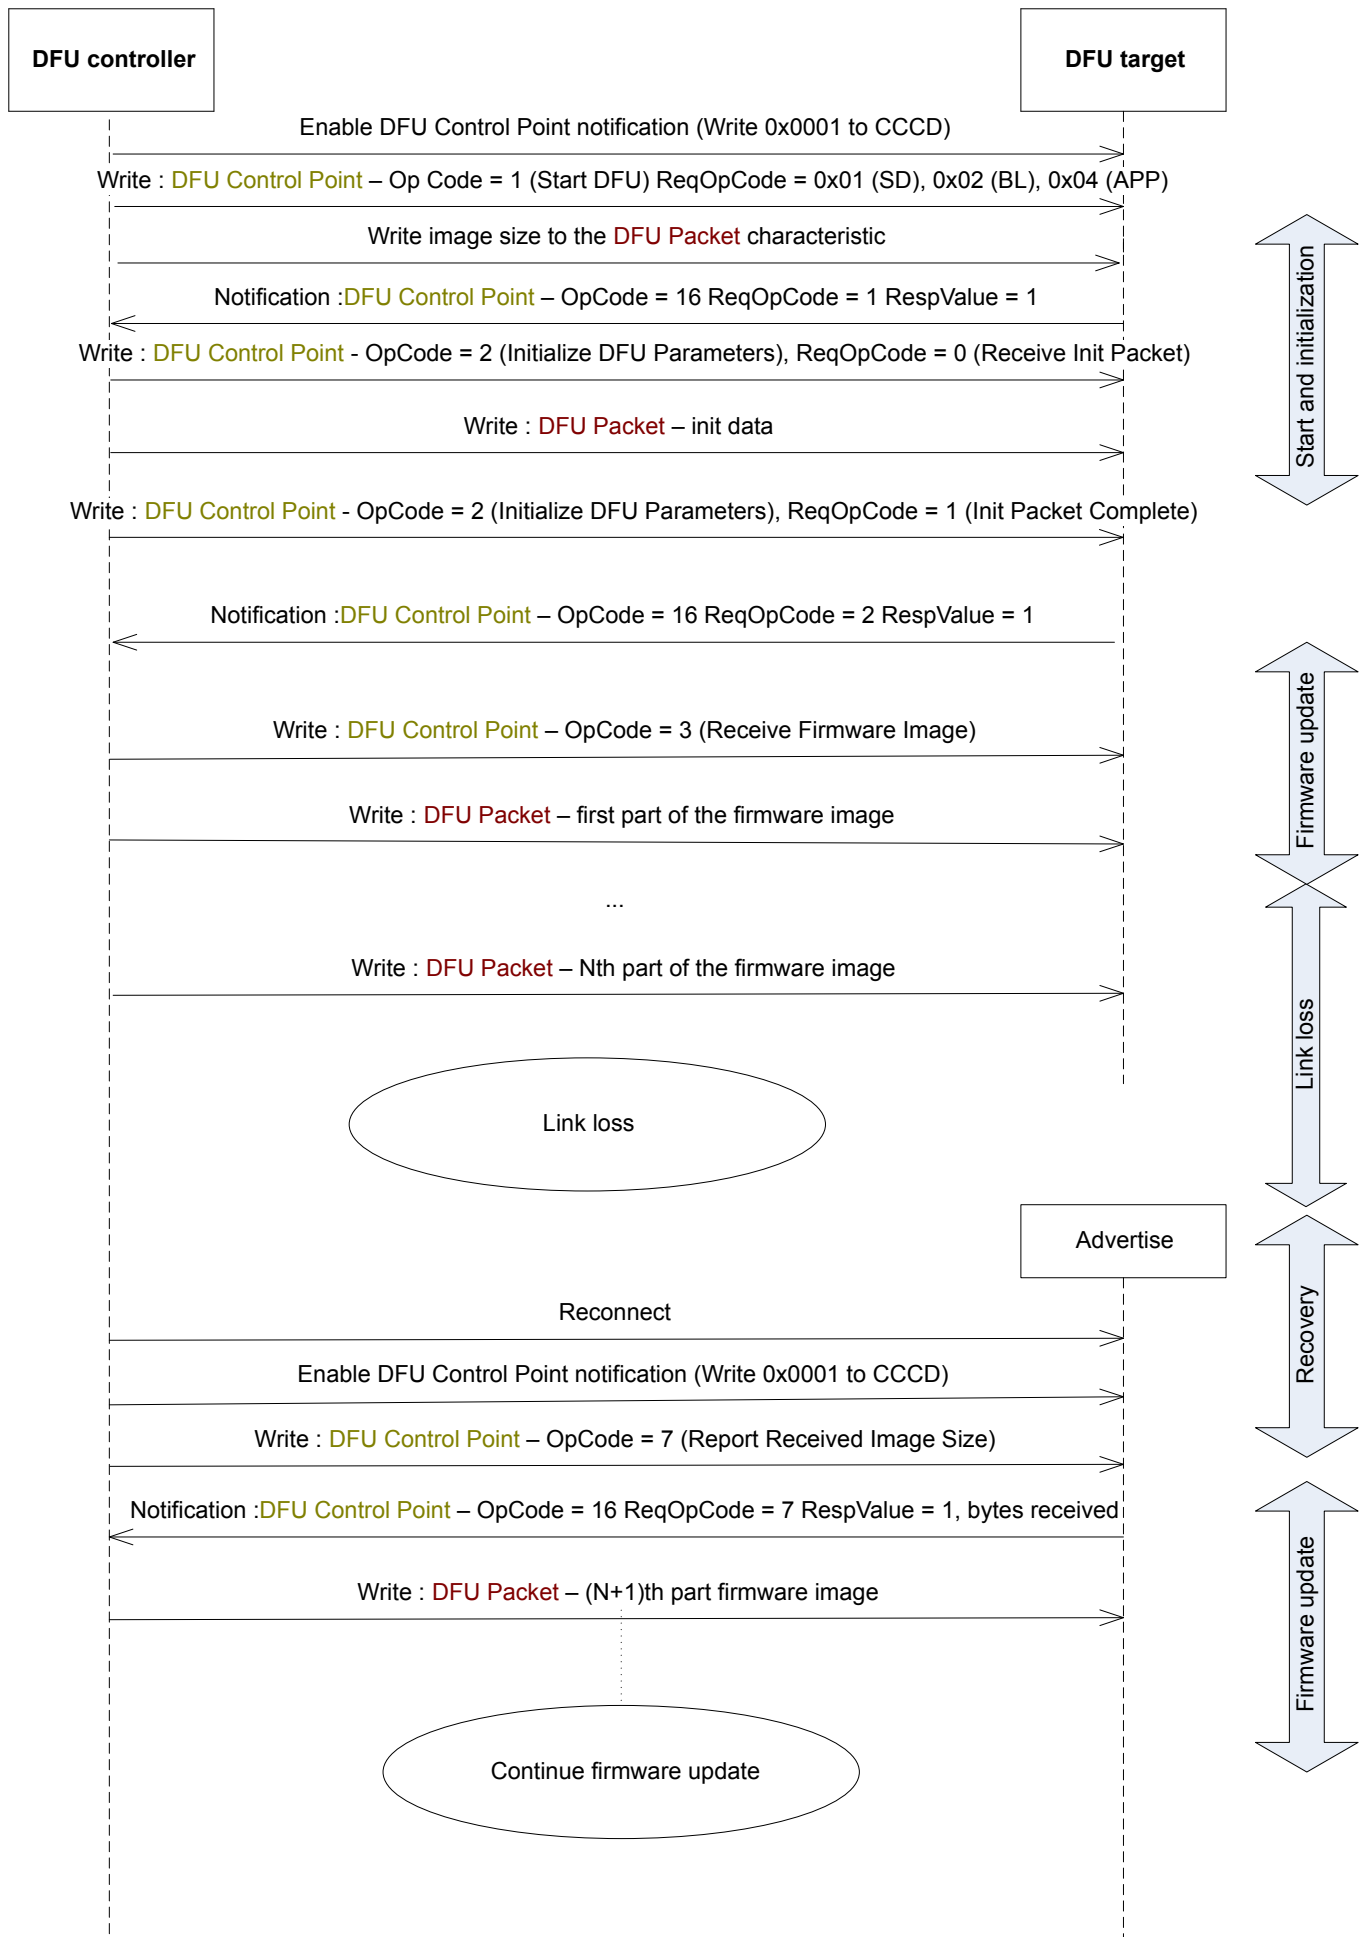 DFU controller
DFU target
Enable DFU Control Point notification (Write 0x0001 to CCCD)
Write : DFU Control Point – Op Code = 1 (Start DFU) ReqOpCode = 0x01 (SD), 0x02 (BL), 0x04 (APP)
Write image size to the DFU Packet characteristic
Notification :DFU Control Point – OpCode = 16 ReqOpCode = 1 RespValue = 1
Write : DFU Control Point - OpCode = 2 (Initialize DFU Parameters), ReqOpCode = 0 (Receive Init Packet)
Write : DFU Packet – init data
Start and initialization
Write : DFU Control Point - OpCode = 2 (Initialize DFU Parameters), ReqOpCode = 1 (Init Packet Complete)
Notification :DFU Control Point – OpCode = 16 ReqOpCode = 2 RespValue = 1
Write : DFU Control Point – OpCode = 3 (Receive Firmware Image)
Firmware update
Write : DFU Packet – first part of the firmware image
...
Write : DFU Packet – Nth part of the firmware image
Link loss
Link loss
Advertise
Reconnect
Recovery
Enable DFU Control Point notification (Write 0x0001 to CCCD)
Write : DFU Control Point – OpCode = 7 (Report Received Image Size)
Notification :DFU Control Point – OpCode = 16 ReqOpCode = 7 RespValue = 1, bytes received
Write : DFU Packet – (N+1)th part firmware image
Firmware update
Continue firmware update